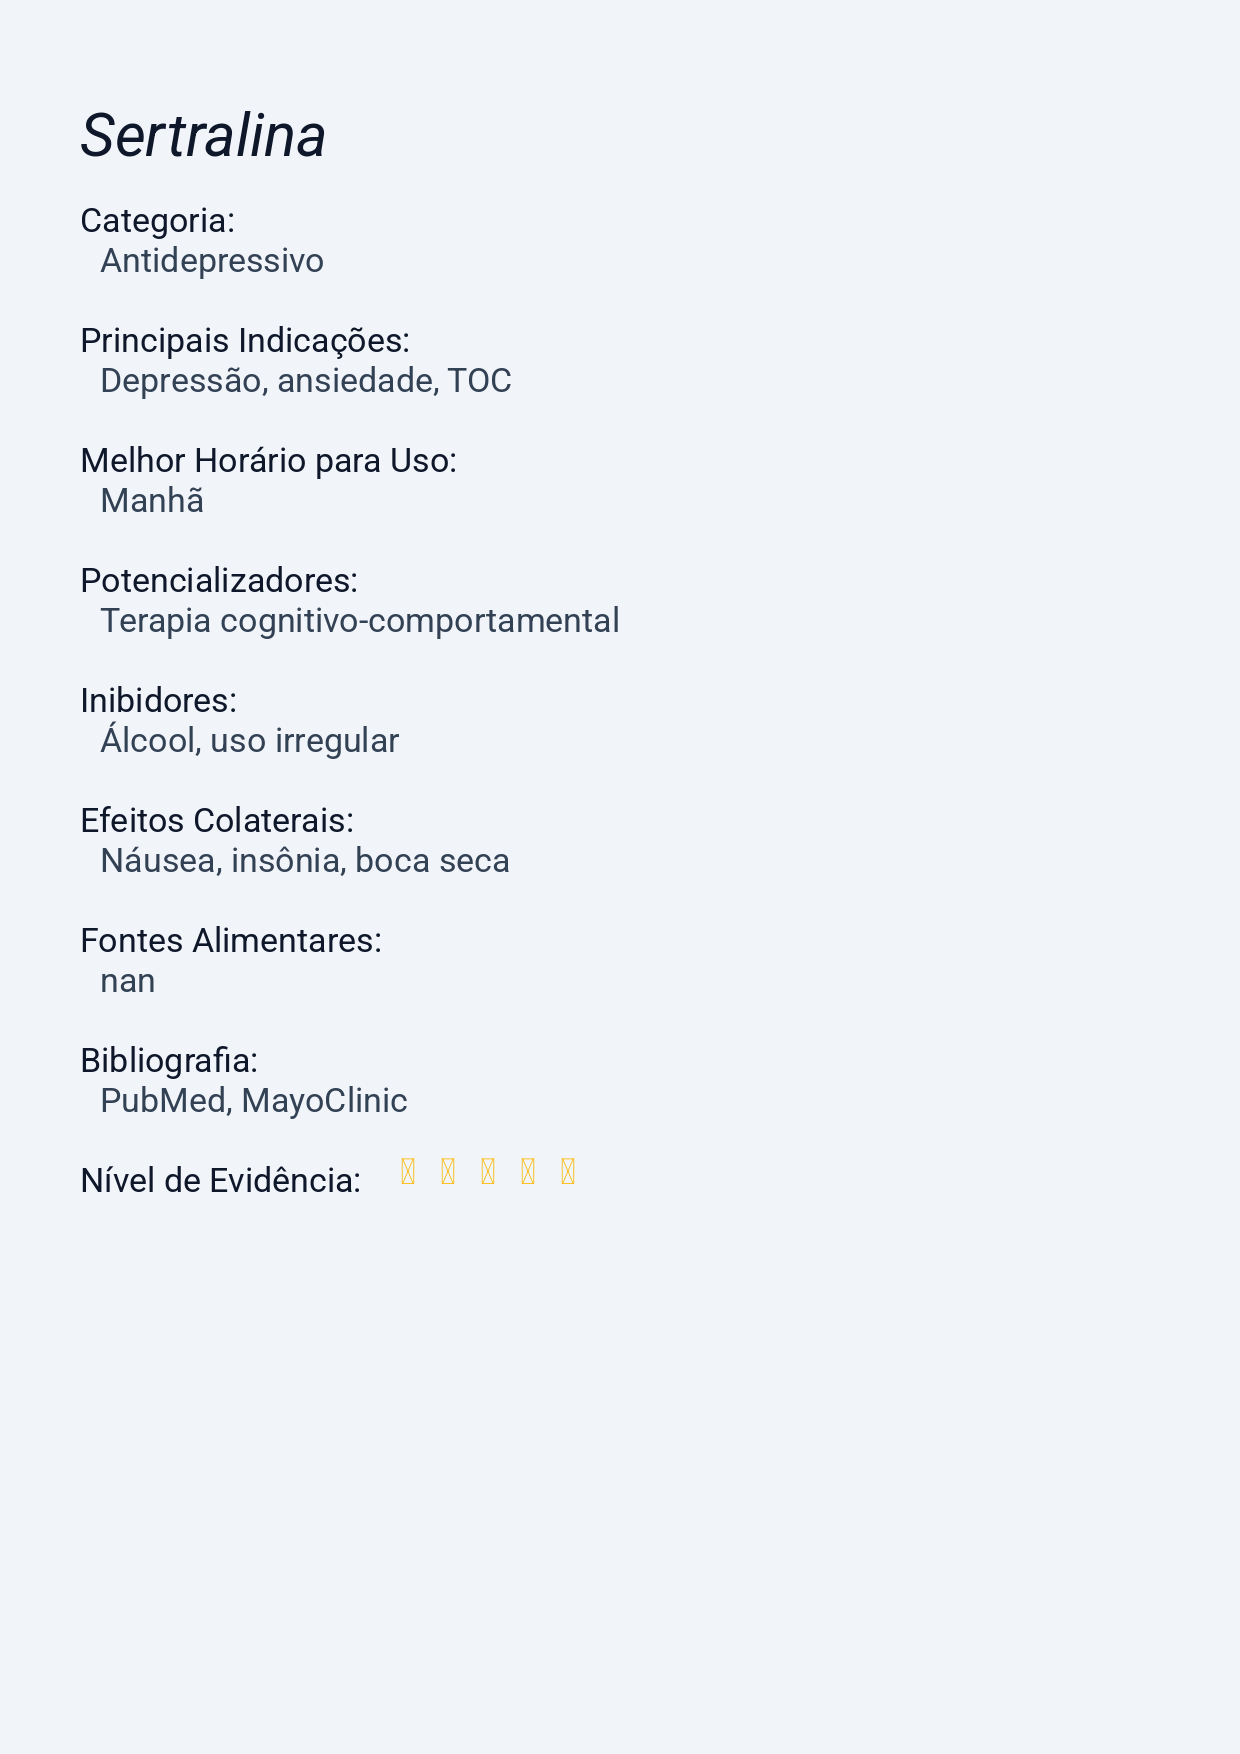 Sertralina
Categoria:
Antidepressivo
Principais Indicações:
Depressão, ansiedade, TOC
Melhor Horário para Uso:
Manhã
Potencializadores:
Terapia cognitivo-comportamental
Inibidores:
Álcool, uso irregular
Efeitos Colaterais:
Náusea, insônia, boca seca
Fontes Alimentares:
nan
Bibliografia:
PubMed, MayoClinic
Nível de Evidência: